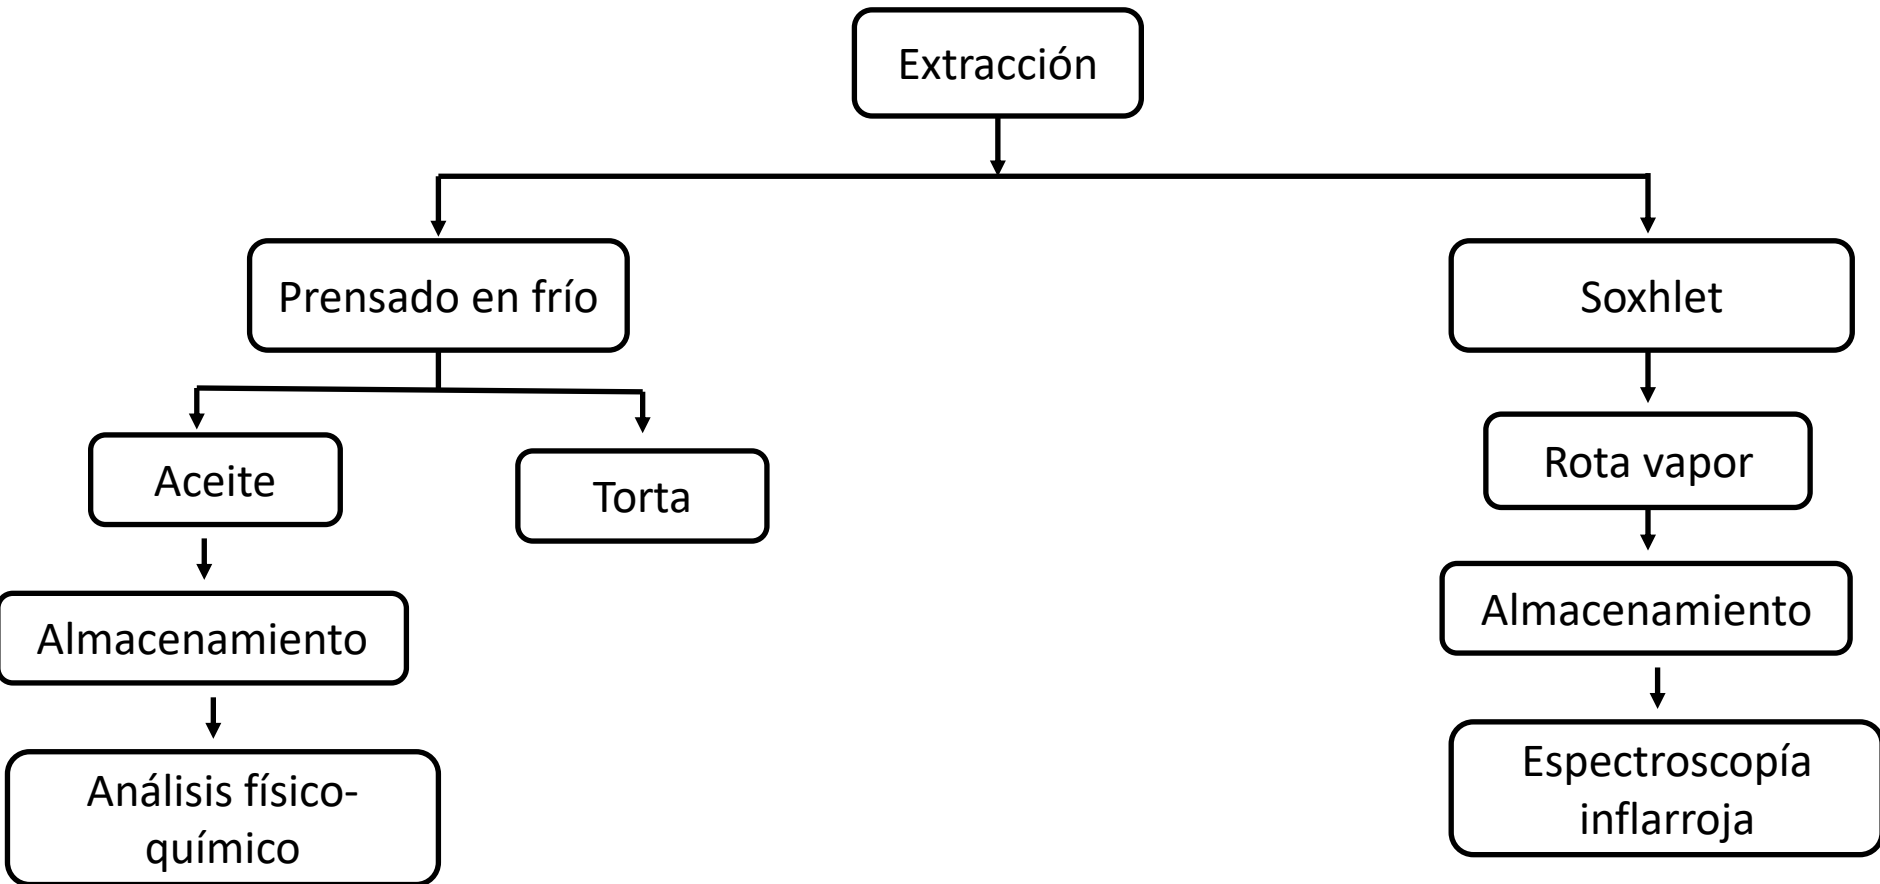 Extracción
Prensado en frío
Soxhlet
Aceite
Torta
Rota vapor
Almacenamiento
Almacenamiento
Análisis físico-
químico
Espectroscopía
inflarroja